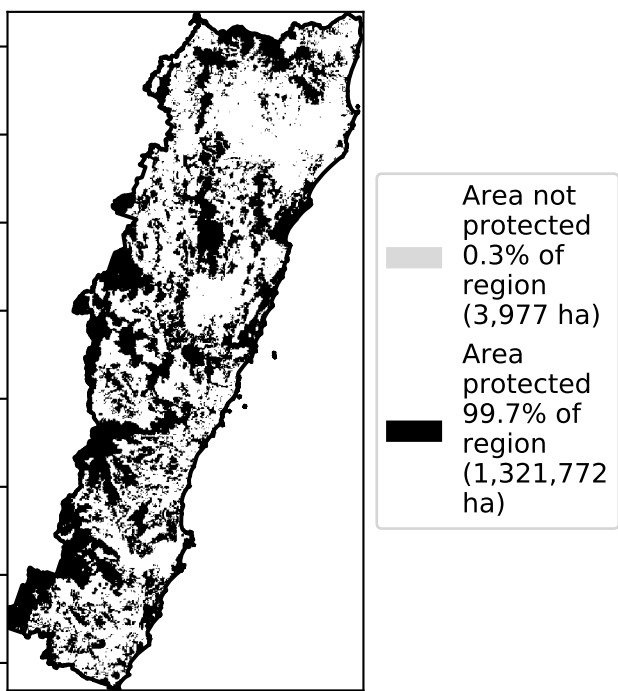 Area not
protected
0.3% of
region
(3,977 ha)
Area
protected
99.7% of
region
(1,321,772
ha)